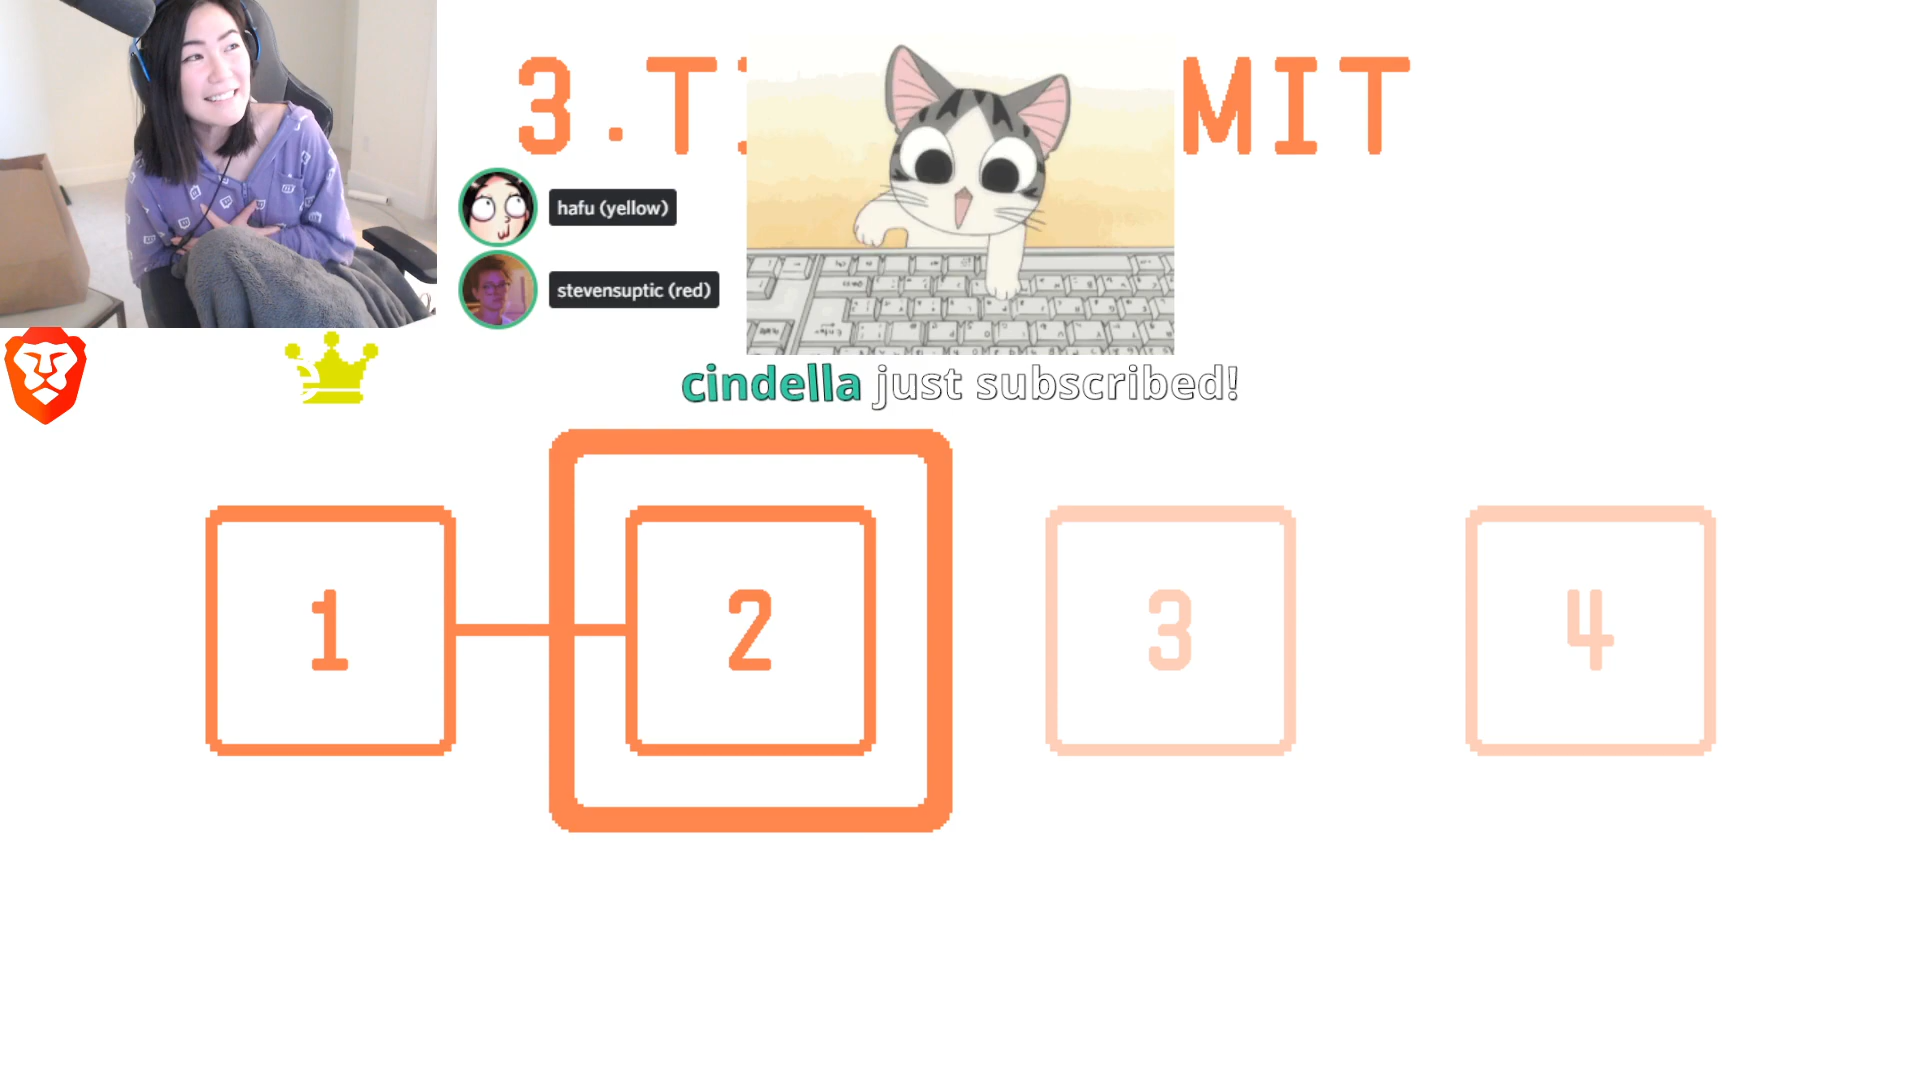 3.T MIT
hafu (yellow)
stevensuptic (red)
cindella just subscribed!
1 2 3 4